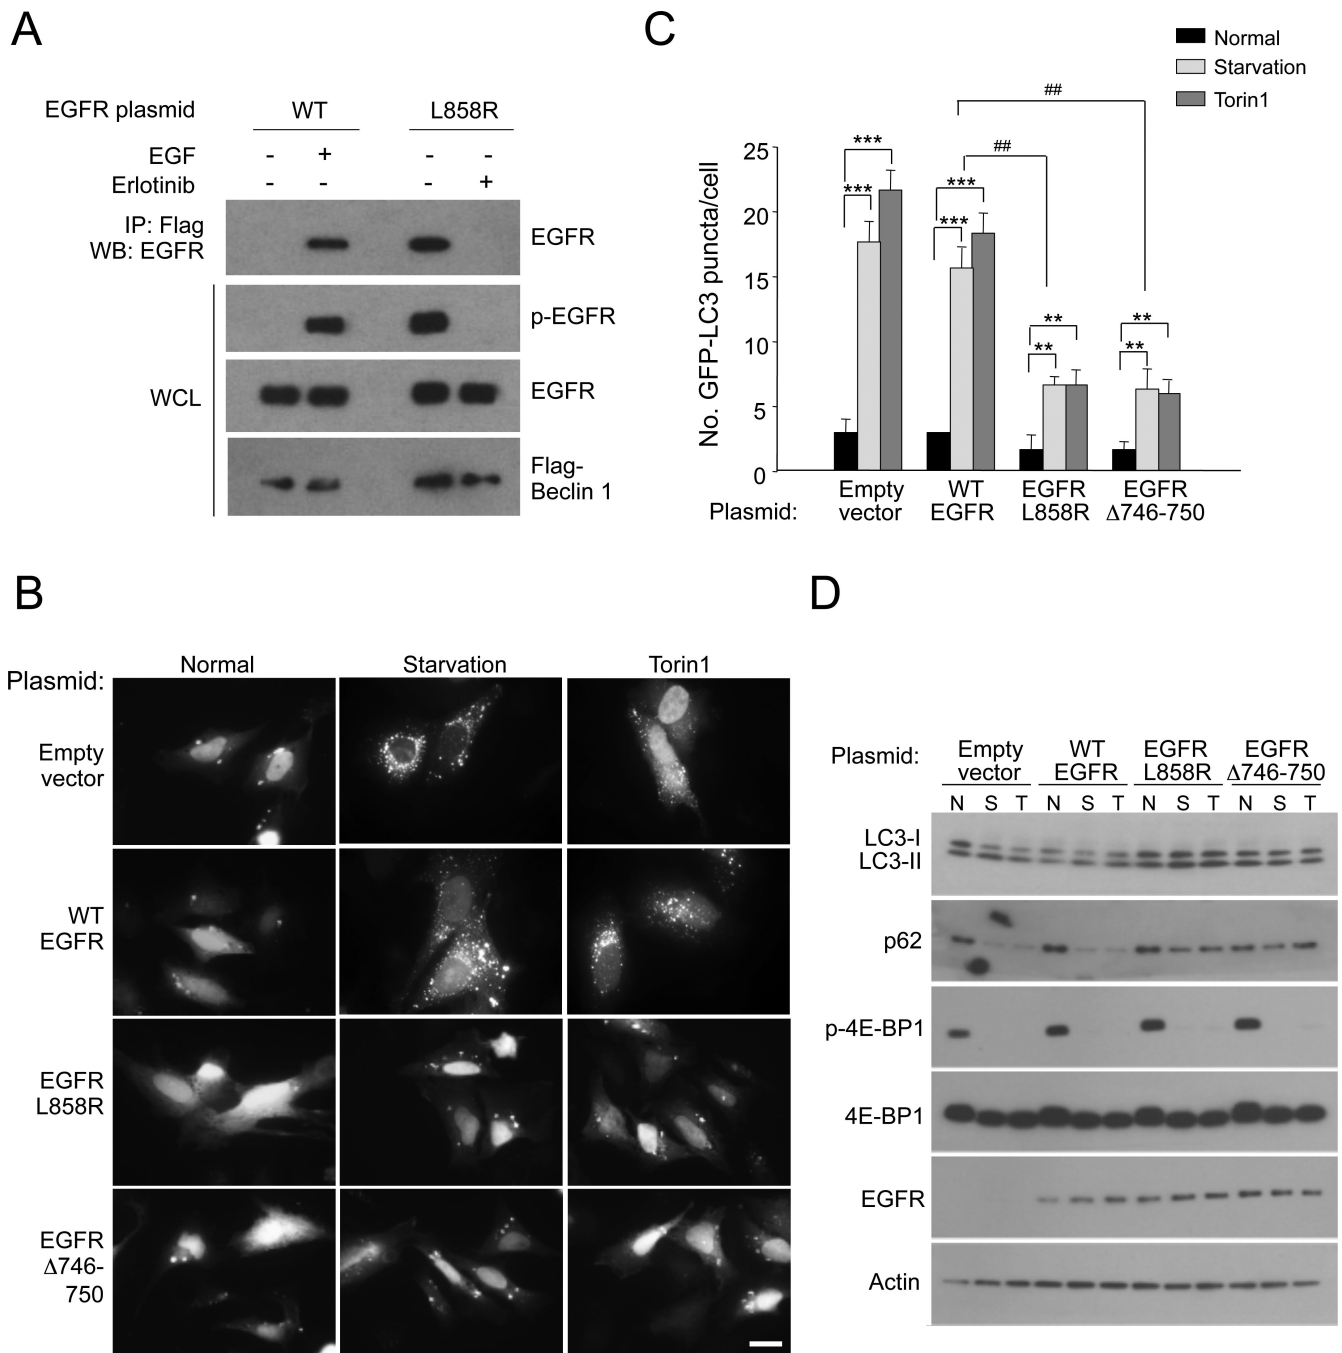 A
EGFR plasmid WT L858R
EGF - + - -
Erlotinib - - - +
IP: Flag
WB: EGFR
EGFR
p-EGFR
WCL
EGFR
Flag-
Beclin 1
C
Normal
Starvation
Torin1
##
##
*** *** *** *** ** ** ** **
No. GFP-LC3 puncta/cell
25
20
15
10
5
0
Plasmid:
Empty
vector
WT
EGFR
EGFR
L858R
EGFR
Δ746-750
B
Plasmid:
Normal Starvation Torin1
Empty
vector
WT
EGFR
EGFR
L858R
EGFR
Δ746-
750
D
Plasmid:
Empty
vector
WT
EGFR
EGFR
L858R
EGFR
Δ746-750
N S T N S T N S T N S T
LC3-I
LC3-II
p62
p-4E-BP1
4E-BP1
EGFR
Actin